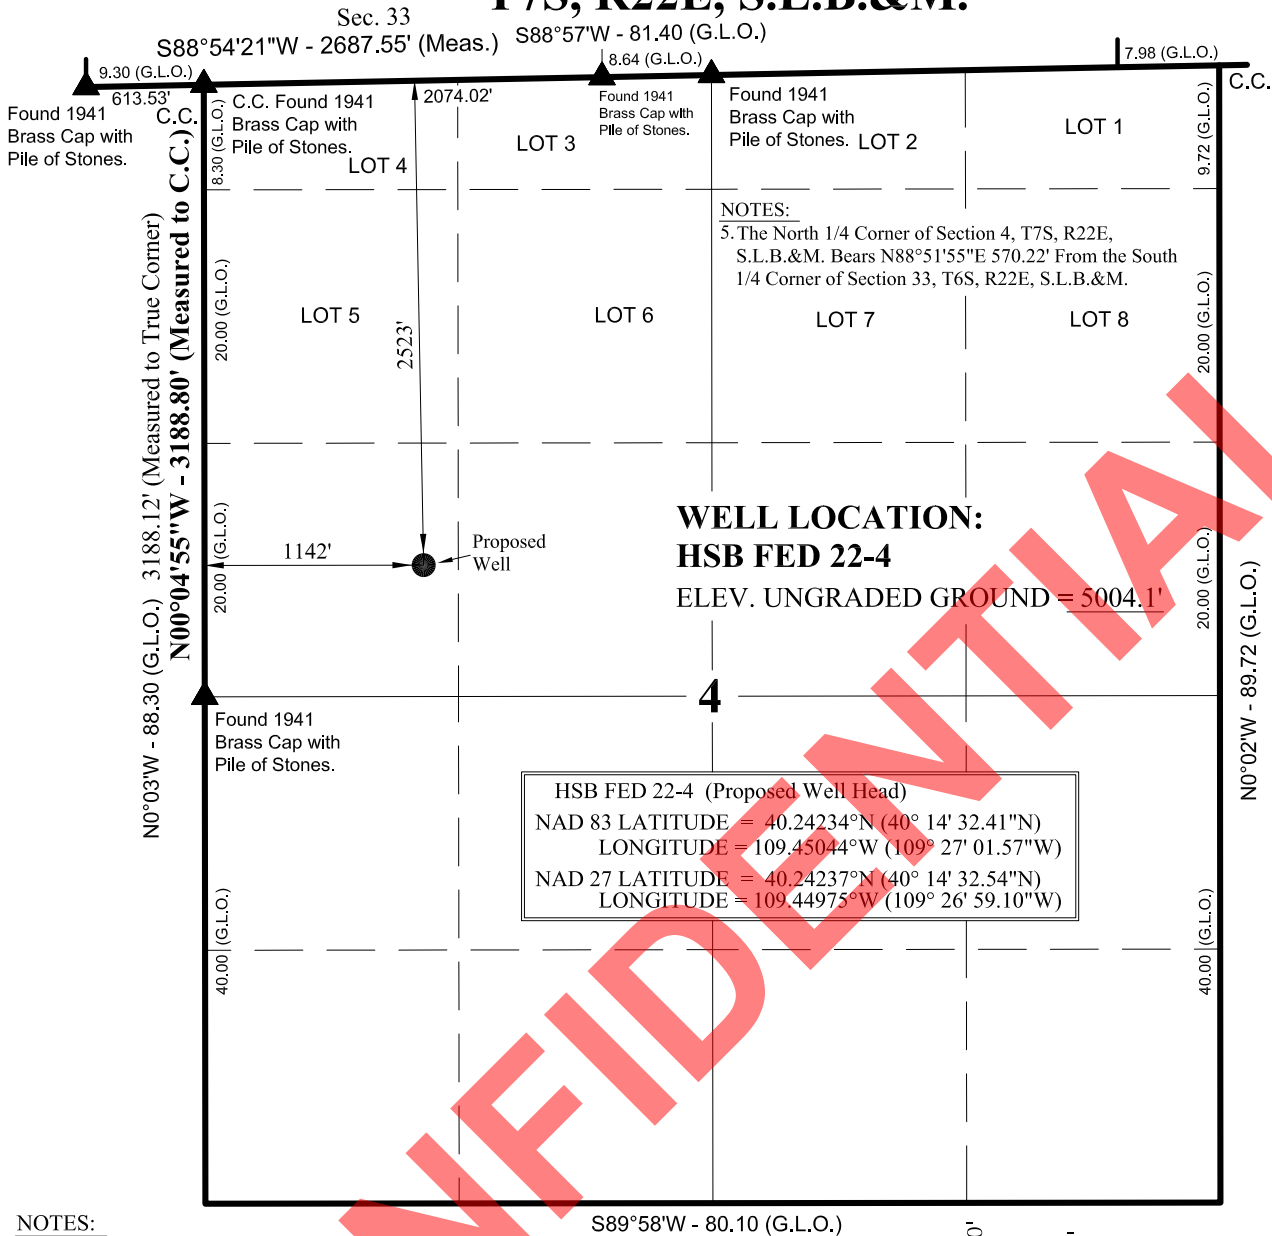 T7S, R22E, S.L.B.&M.
Sec. 33
S88°54'21"W - 2687.55' (Meas.)
S88°57'W - 81.40 (G.L.O.)
9.30 (G.L.O.)
8.64 (G.L.O.)
7.98 (G.L.O.)
613.53'
2074.02'
C.C.
C.C.
Found 1941
Brass Cap with
Pile of Stones.
C.C. Found 1941
Brass Cap with
Pile of Stones.
Found 1941
Brass Cap with
Pile of Stones.
Found 1941
Brass Cap with
Pile of Stones.
8.30 (G.L.O.)
9.72 (G.L.O.)
LOT 4
LOT 3
LOT 2
LOT 1
NOTES:
5. The North 1/4 Corner of Section 4, T7S, R22E,
S.L.B.&M. Bears N88°51'55"E 570.22' From the South
1/4 Corner of Section 33, T6S, R22E, S.L.B.&M.
N0°03'W - 88.30 (G.L.O.) 3188.12' (Measured to True Corner)
N00°04'55"W - 3188.80' (Measured to C.C.)
20.00 (G.L.O.)
20.00 (G.L.O.)
LOT 5
LOT 6
LOT 7
LOT 8
2523'
WELL LOCATION:
HSB FED 22-4
ELEV. UNGRADED GROUND = 5004.1'
1142'
Proposed
Well
20.00 (G.L.O.)
20.00 (G.L.O.)
N0°02'W - 89.72 (G.L.O.)
4
Found 1941
Brass Cap with
Pile of Stones.
HSB FED 22-4 (Proposed Well Head)
NAD 83 LATITUDE = 40.24234°N (40° 14' 32.41"N)
LONGITUDE = 109.45044°W (109° 27' 01.57"W)
NAD 27 LATITUDE = 40.24237°N (40° 14' 32.54"N)
LONGITUDE = 109.44975°W (109° 26' 59.10"W)
40.00 (G.L.O.)
40.00 (G.L.O.)
S89°58'W - 80.10 (G.L.O.)
NOTES:
NFIDENTIAL